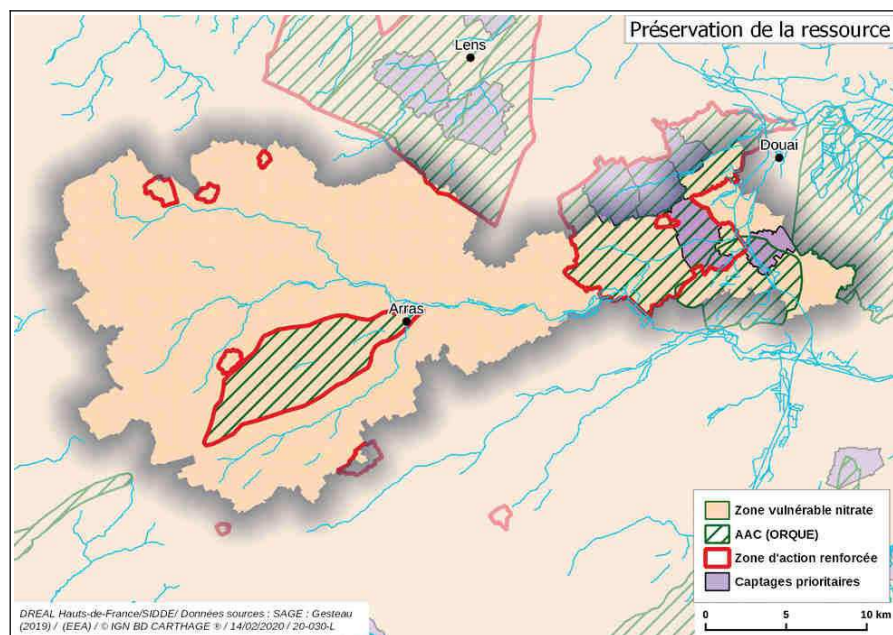 Préservation de la ressource
Lens
Douai
Arras
Zone vulnérable nitrate
AAC (ORQUE)
Zone d'action renforcée
Captages prioritaires
DREAL Hauts-de-France/SIDDE/ Données sources : SAGE : Gesteau
(2019) / (EEA) / © IGN BD CARTHAGE ® / 14/02/2020 / 20-030-L
0 5 10 km